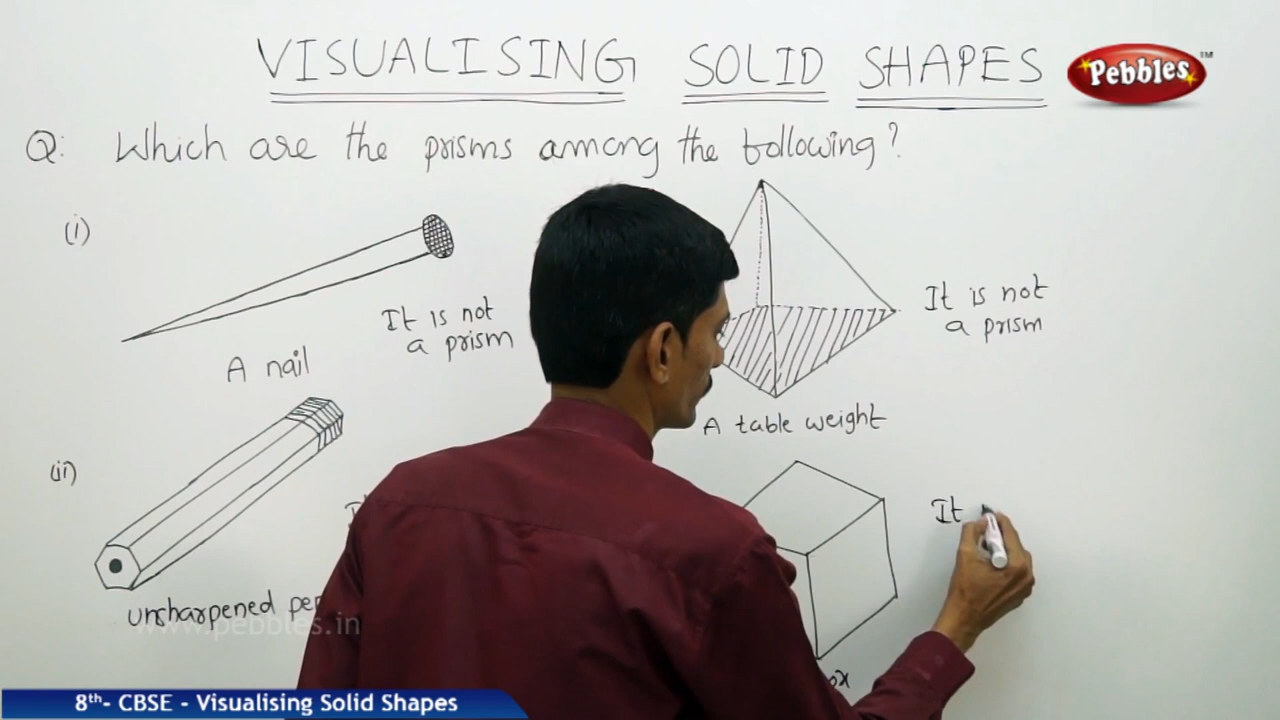 VISUALISING SOLID SHAPES
Pebbles™
Q: Which are the prisms among the following?
(i)
It is not
a prism
A nail
It is not
a prism
A table weight
(ii)
unsharpened
It
www.pebbles.in
8th- CBSE - Visualising Solid Shapes